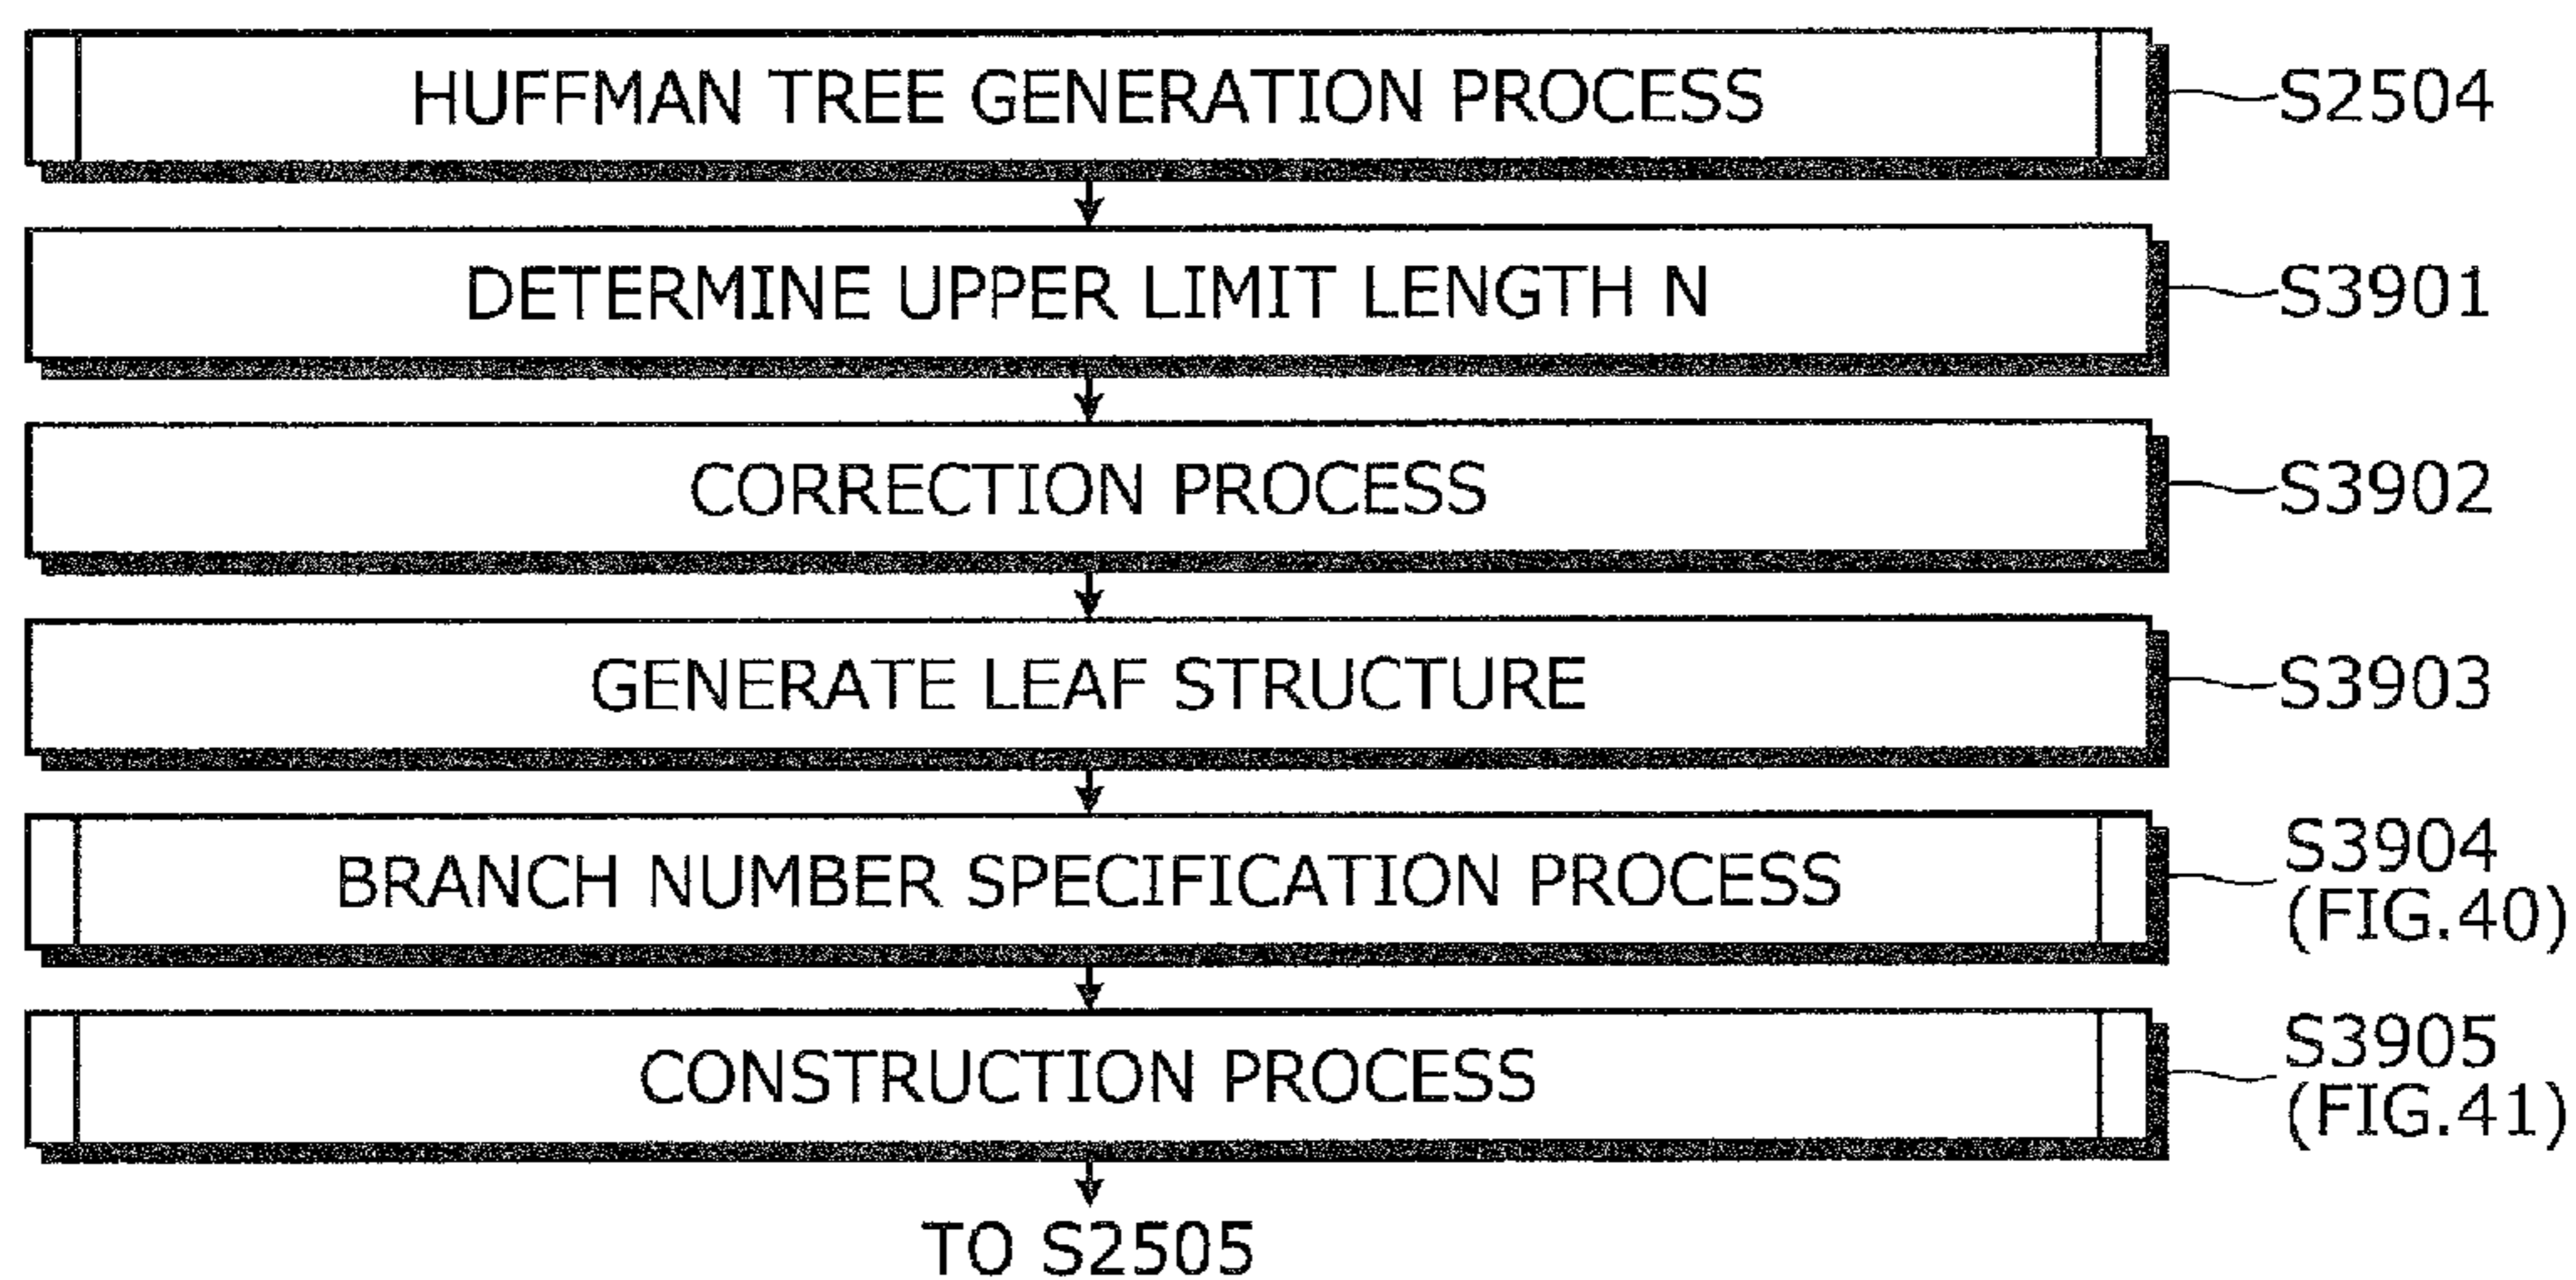 HUFFMAN TREE GENERATION PROCESS
S2504
DETERMINE UPPER LIMIT LENGTH N
S3901
CORRECTION PROCESS
S3902
GENERATE LEAF STRUCTURE
S3903
BRANCH NUMBER SPECIFICATION PROCESS
S3904
(FIG.40)
CONSTRUCTION PROCESS
S3905
(FIG.41)
TO S2505